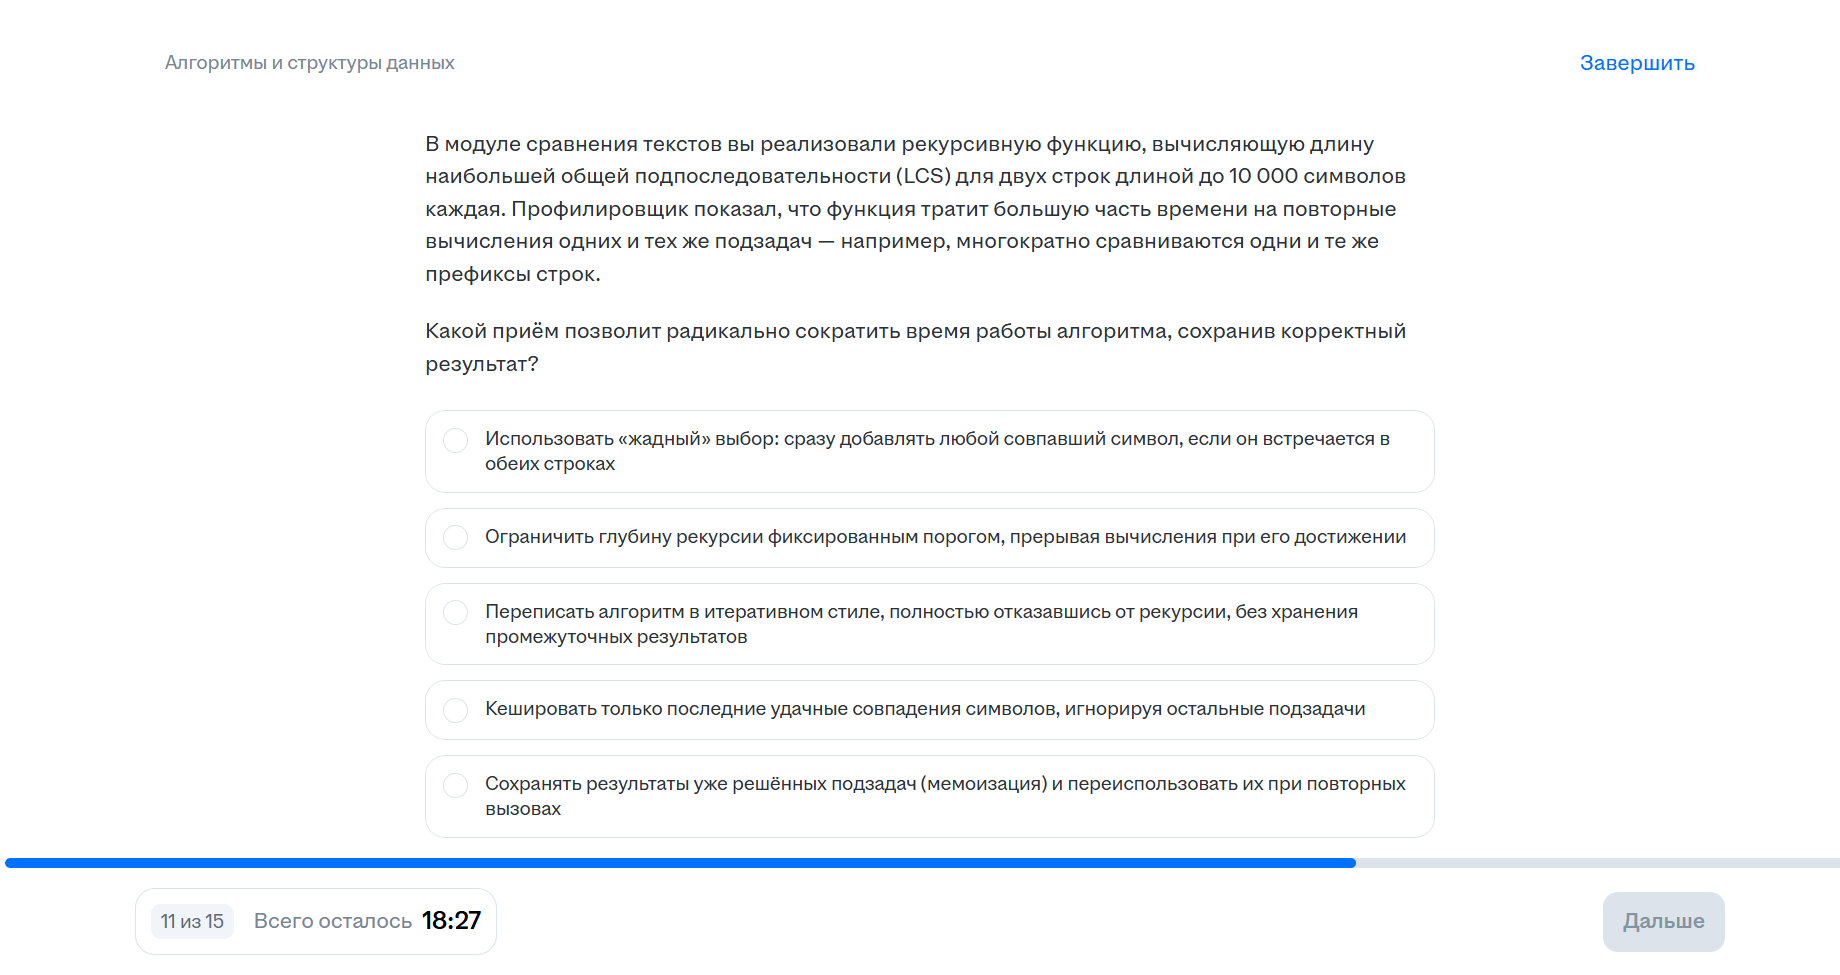 Алгоритмы и структуры данных
Завершить
В модуле сравнения текстов вы реализовали рекурсивную функцию, вычисляющую длину
наибольшей общей подпоследовательности (LCS) для двух строк длиной до 10 000 символов
каждая. Профилировщик показал, что функция тратит большую часть времени на повторные
вычисления одних и тех же подзадач — например, многократно сравниваются одни и те же
префиксы строк.
Какой приём позволит радикально сократить время работы алгоритма, сохранив корректный
результат?
Использовать «жадный» выбор: сразу добавлять любой совпавший символ, если он встречается в
обеих строках
Ограничить глубину рекурсии фиксированным порогом, прерывая вычисления при его достижении
Переписать алгоритм в итеративном стиле, полностью отказавшись от рекурсии, без хранения
промежуточных результатов
Кешировать только последние удачные совпадения символов, игнорируя остальные подзадачи
Сохранять результаты уже решённых подзадач (мемоизация) и переиспользовать их при повторных
вызовах
11 из 15
Всего осталось 18:27
Дальше